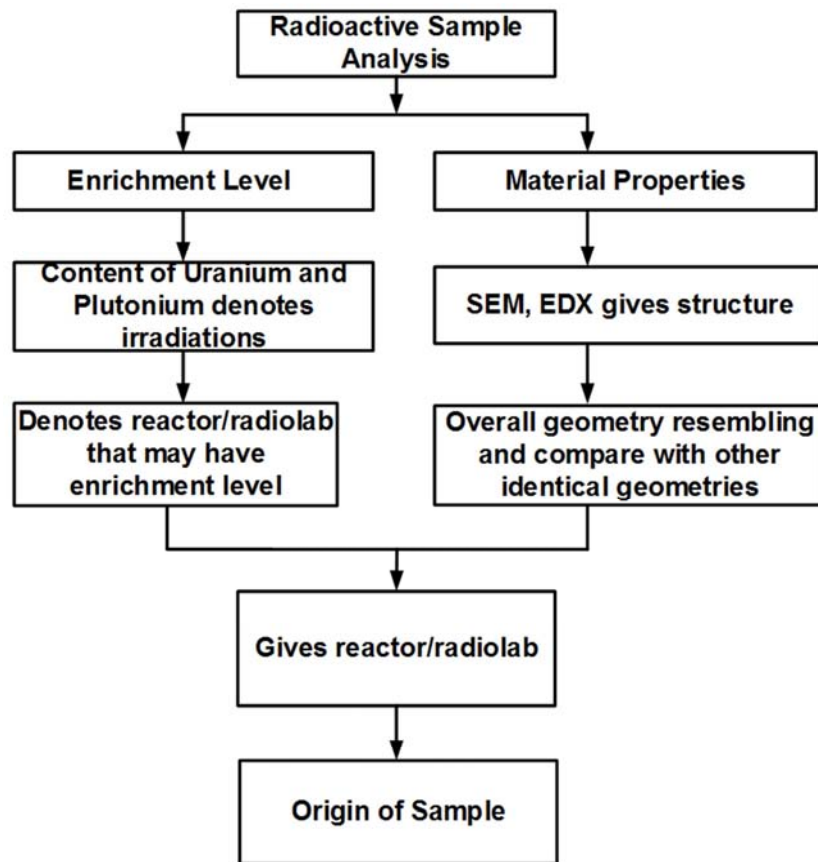 Radioactive Sample
Analysis
Enrichment Level
Material Properties
Content of Uranium and
Plutonium denotes
irradiations
SEM, EDX gives structure
Denotes reactor/radiolab
that may have
enrichment level
Overall geometry resembling
and compare with other
identical geometries
Gives reactor/radiolab
Origin of Sample